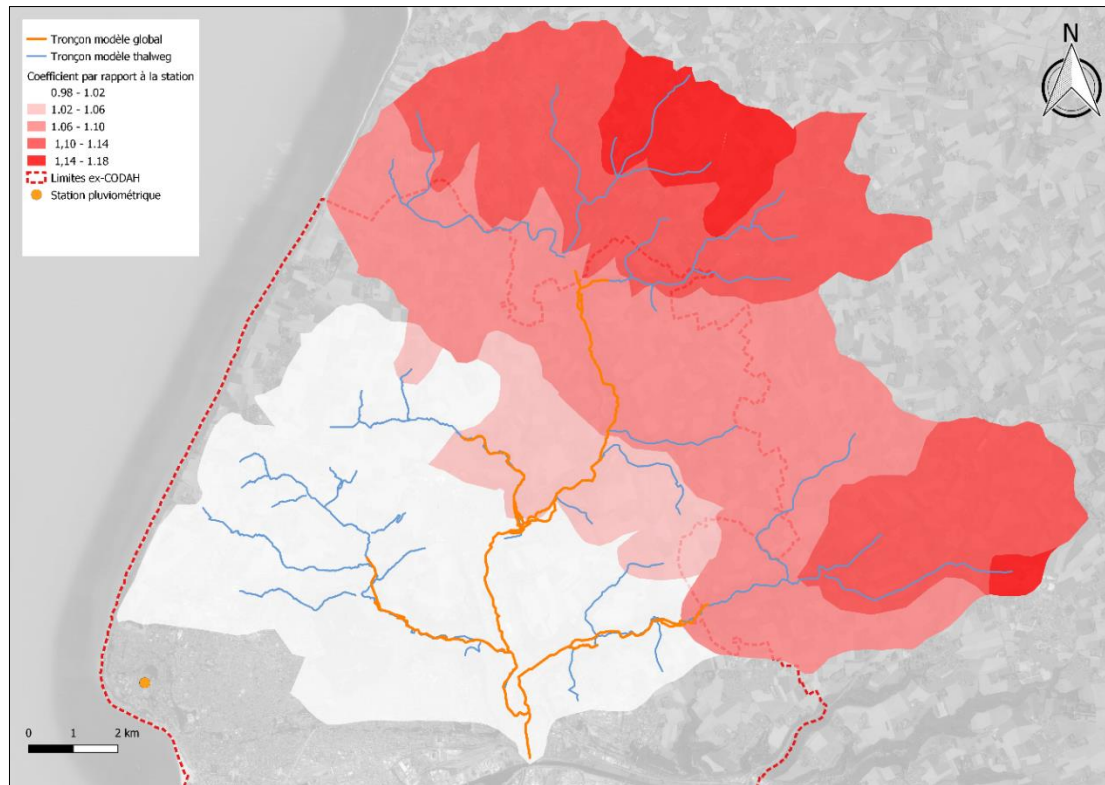 Tronçon modèle global
Tronçon modèle thalweg
Coefficient par rapport à la station
0.98 - 1.02
1.02 - 1.06
1.06 - 1.10
1,10 - 1.14
1,14 - 1.18
Limites ex-CODAH
Station pluviométrique
N
0 1 2 km